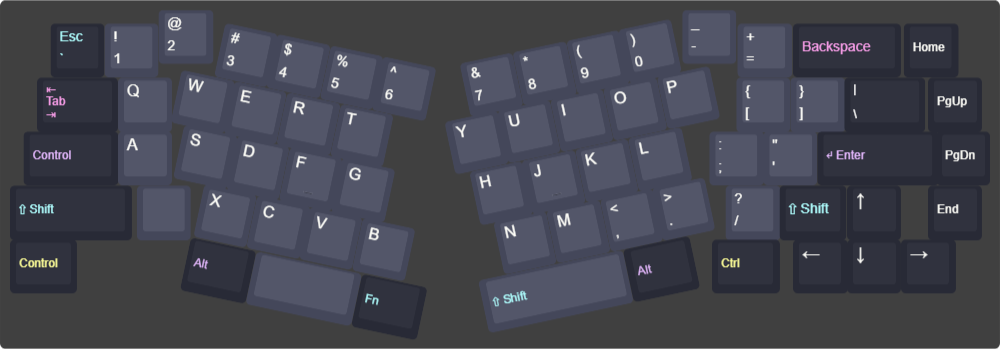 Esc ! @ # $ % ^ & * ( ) _ + Backspace Home
` 1 2 3 4 5 6 7 8 9 0 - =
⇤ Tab ⇥ Q W E R T Y U I O P { } | PgUp
[ ] \
Control A S D F G H J K L : " ↲ Enter PgDn
; '
⇧ Shift X C V B N M < > ? ⇧ Shift ↑ End
, . /
Control Alt Fn ⇧ Shift Alt Ctrl ← ↓ →